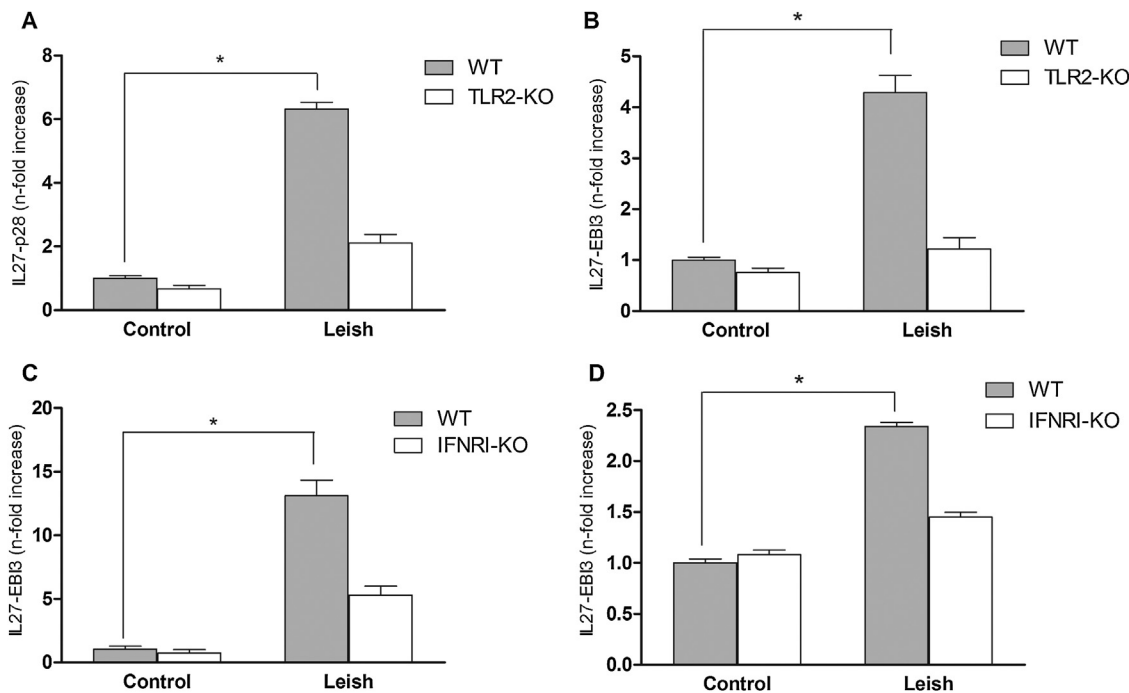 A
*
WT
TLR2-KO
IL27-p28 (n-fold increase)
8
6
4
2
0
Control
Leish
B
*
WT
TLR2-KO
IL27-EBI3 (n-fold increase)
5
4
3
2
1
0
Control
Leish
C
*
WT
IFNRI-KO
IL27-EBI3 (n-fold increase)
20
15
10
5
0
Control
Leish
D
*
WT
IFNRI-KO
IL27-EBI3 (n-fold increase)
2.5
2.0
1.5
1.0
0.5
0.0
Control
Leish